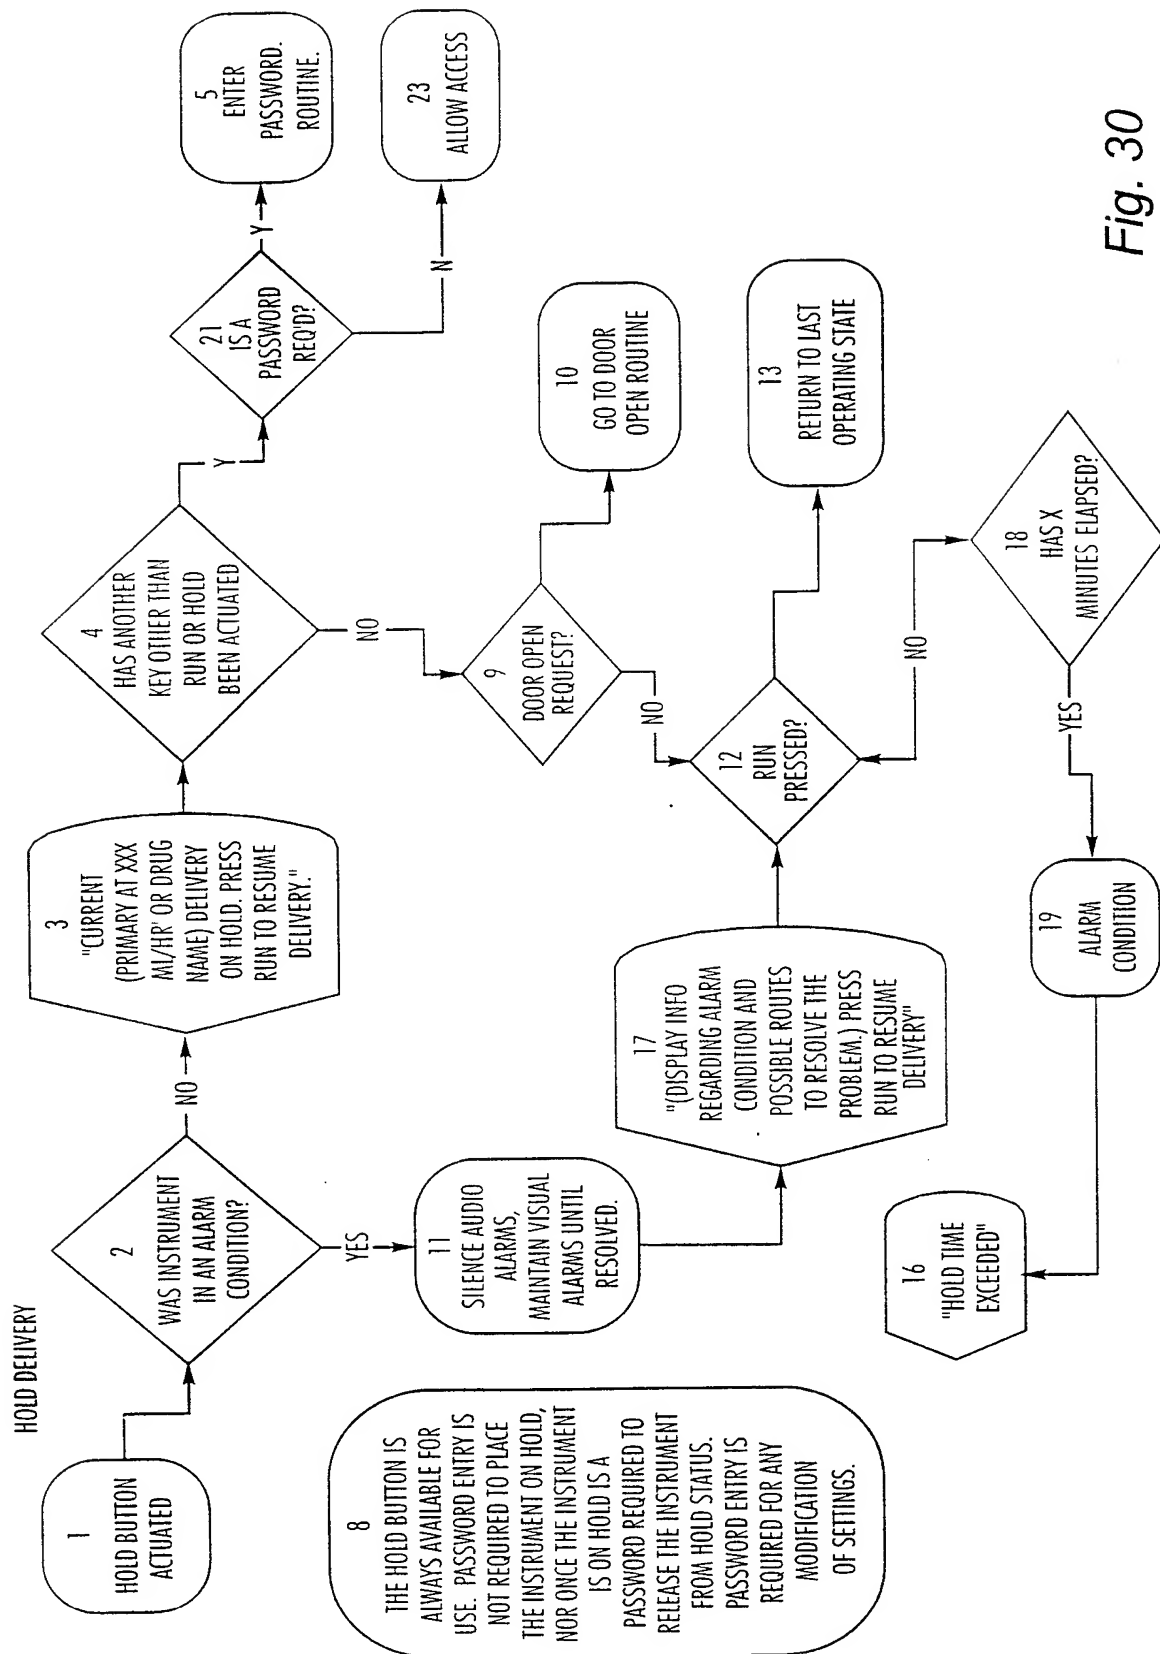 HOLD DELIVERY
1
HOLD BUTTON
ACTUATED
2
WAS INSTRUMENT
IN AN ALARM
CONDITION?
NO
3
"CURRENT
(PRIMARY AT XXX
ML/HR' OR DRUG
NAME) DELIVERY
ON HOLD. PRESS
RUN TO RESUME
DELIVERY."
4
HAS ANOTHER
KEY OTHER THAN
RUN OR HOLD
BEEN ACTUATED
Y
21
IS A
PASSWORD
REQ'D?
Y
5
ENTER
PASSWORD.
ROUTINE.
N
23
ALLOW ACCESS
NO
9
DOOR OPEN
REQUEST?
10
GO TO DOOR
OPEN ROUTINE
NO
YES
11
SILENCE AUDIO
ALARMS,
MAINTAIN VISUAL
ALARMS UNTIL
RESOLVED.
17
"(DISPLAY INFO
REGARDING ALARM
CONDITION AND
POSSIBLE ROUTES
TO RESOLVE THE
PROBLEM.) PRESS
RUN TO RESUME
DELIVERY"
12
RUN
PRESSED?
13
RETURN TO LAST
OPERATING STATE
NO
18
HAS X
MINUTES ELAPSED?
YES
19
ALARM
CONDITION
16
"HOLD TIME
EXCEEDED"
8
THE HOLD BUTTON IS
ALWAYS AVAILABLE FOR
USE. PASSWORD ENTRY IS
NOT REQUIRED TO PLACE
THE INSTRUMENT ON HOLD,
NOR ONCE THE INSTRUMENT
IS ON HOLD IS A
PASSWORD REQUIRED TO
RELEASE THE INSTRUMENT
FROM HOLD STATUS.
PASSWORD ENTRY IS
REQUIRED FOR ANY
MODIFICATION
OF SETTINGS.
Fig. 30